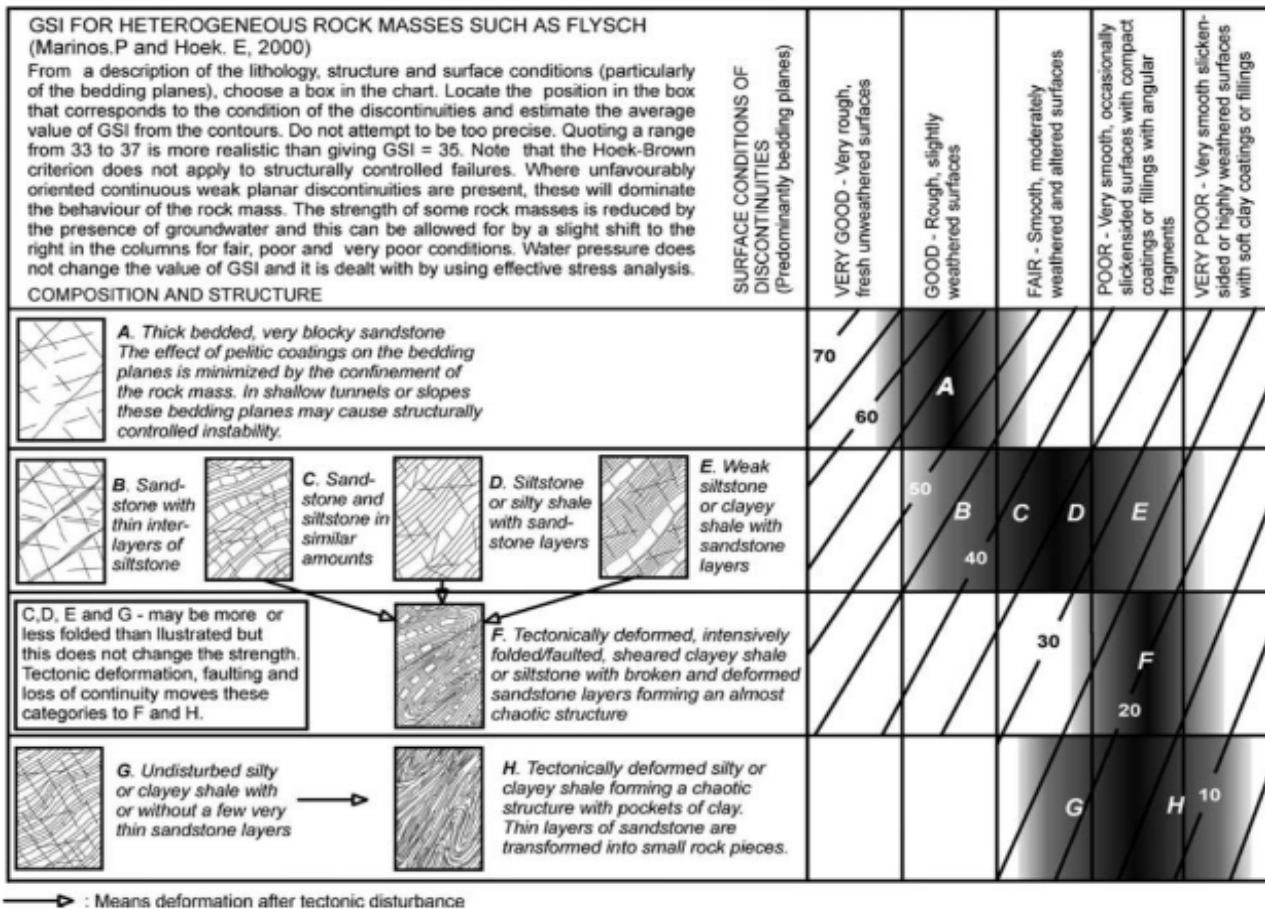 GSI FOR HETEROGENEOUS ROCK MASSES SUCH AS FLYSCH
(Marinos.P and Hoek. E, 2000)
From a description of the lithology, structure and surface conditions (particularly
of the bedding planes), choose a box in the chart. Locate the position in the box
that corresponds to the condition of the discontinuities and estimate the average
value of GSI from the contours. Do not attempt to be too precise. Quoting a range
from 33 to 37 is more realistic than giving GSI = 35. Note that the Hoek-Brown
criterion does not apply to structurally controlled failures. Where unfavourably
oriented continuous weak planar discontinuities are present, these will dominate
the behaviour of the rock mass. The strength of some rock masses is reduced by
the presence of groundwater and this can be allowed for by a slight shift to the
right in the columns for fair, poor and very poor conditions. Water pressure does
not change the value of GSI and it is dealt with by using effective stress analysis.
COMPOSITION AND STRUCTURE
SURFACE CONDITIONS OF
DISCONTINUITIES
(Predominantly bedding planes)
VERY GOOD - Very rough,
fresh unweathered surfaces
GOOD - Rough, slightly
weathered surfaces
FAIR - Smooth, moderately
weathered and altered surfaces
POOR - Very smooth, occasionally
slickensided surfaces with compact
coatings or fillings with angular
fragments
VERY POOR - Very smooth slicken-
sided or highly weathered surfaces
with soft clay coatings or fillings
A. Thick bedded, very blocky sandstone
The effect of pelitic coatings on the bedding
planes is minimized by the confinement of
the rock mass. In shallow tunnels or slopes
these bedding planes may cause structurally
controlled instability.
70
60
A
B. Sand-
stone with
thin inter-
layers of
siltstone
C. Sand-
stone and
siltstone in
similar
amounts
D. Siltstone
or silty shale
with sand-
stone layers
E. Weak
siltstone
or clayey
shale with
sandstone
layers
50
B
C
D
E
40
C,D, E and G - may be more or
less folded than llustrated but
this does not change the strength.
Tectonic deformation, faulting and
loss of continuity moves these
categories to F and H.
F. Tectonically deformed, intensively
folded/faulted, sheared clayey shale
or siltstone with broken and deformed
sandstone layers forming an almost
chaotic structure
30
F
20
G. Undisturbed silty
or clayey shale with
or without a few very
thin sandstone layers
H. Tectonically deformed silty or
clayey shale forming a chaotic
structure with pockets of clay.
Thin layers of sandstone are
transformed into small rock pieces.
G
H
10
: Means deformation after tectonic disturbance